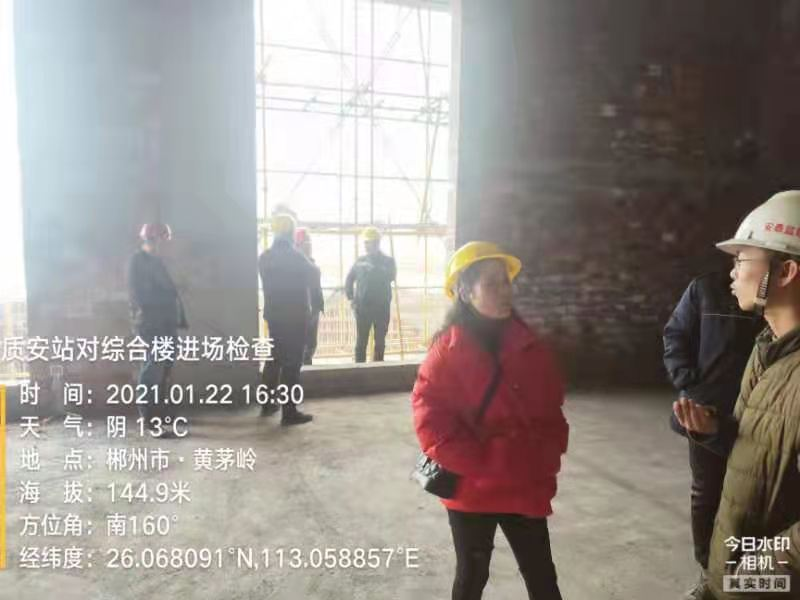 质安站对综合楼进场检查
时 间：2021.01.22 16:30
天 气：阴 13℃
地 点：郴州市·黄茅岭
海 拔：144.9米
方位角：南160°
经纬度：26.068091°N,113.058857°E
今日水印
－相机－
真实时间